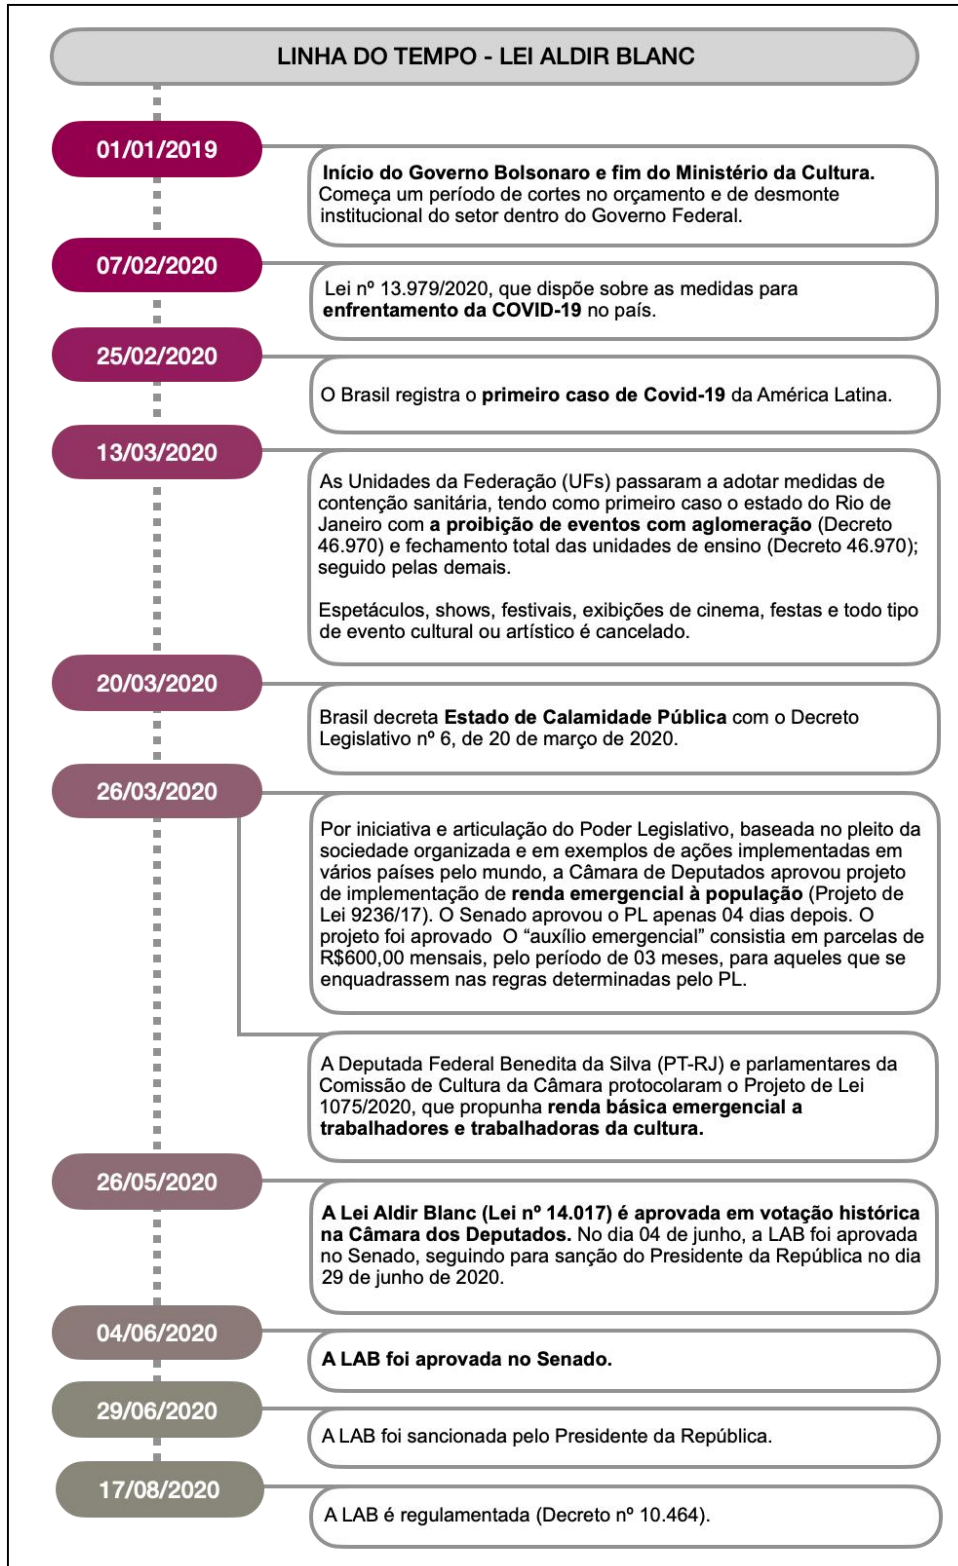 LINHA DO TEMPO - LEI ALDIR BLANC
01/01/2019
Início do Governo Bolsonaro e fim do Ministério da Cultura.
Começa um período de cortes no orçamento e de desmonte
institucional do setor dentro do Governo Federal.
07/02/2020
Lei nº 13.979/2020, que dispõe sobre as medidas para
enfrentamento da COVID-19 no país.
25/02/2020
O Brasil registra o primeiro caso de Covid-19 da América Latina.
13/03/2020
As Unidades da Federação (UFs) passaram a adotar medidas de
contenção sanitária, tendo como primeiro caso o estado do Rio de
Janeiro com a proibição de eventos com aglomeração (Decreto
46.970) e fechamento total das unidades de ensino (Decreto 46.970);
seguido pelas demais.
Espetáculos, shows, festivais, exibições de cinema, festas e todo tipo
de evento cultural ou artístico é cancelado.
20/03/2020
Brasil decreta Estado de Calamidade Pública com o Decreto
Legislativo nº 6, de 20 de março de 2020.
26/03/2020
Por iniciativa e articulação do Poder Legislativo, baseada no pleito da
sociedade organizada e em exemplos de ações implementadas em
vários países pelo mundo, a Câmara de Deputados aprovou projeto
de implementação de renda emergencial à população (Projeto de
Lei 9236/17). O Senado aprovou o PL apenas 04 dias depois. O
projeto foi aprovado  O “auxílio emergencial” consistia em parcelas de
R$600,00 mensais, pelo período de 03 meses, para aqueles que se
enquadrassem nas regras determinadas pelo PL.
A Deputada Federal Benedita da Silva (PT-RJ) e parlamentares da
Comissão de Cultura da Câmara protocolaram o Projeto de Lei
1075/2020, que propunha renda básica emergencial a
trabalhadores e trabalhadoras da cultura.
26/05/2020
A Lei Aldir Blanc (Lei nº 14.017) é aprovada em votação histórica
na Câmara dos Deputados. No dia 04 de junho, a LAB foi aprovada
no Senado, seguindo para sanção do Presidente da República no dia
29 de junho de 2020.
04/06/2020
A LAB foi aprovada no Senado.
29/06/2020
A LAB foi sancionada pelo Presidente da República.
17/08/2020
A LAB é regulamentada (Decreto nº 10.464).